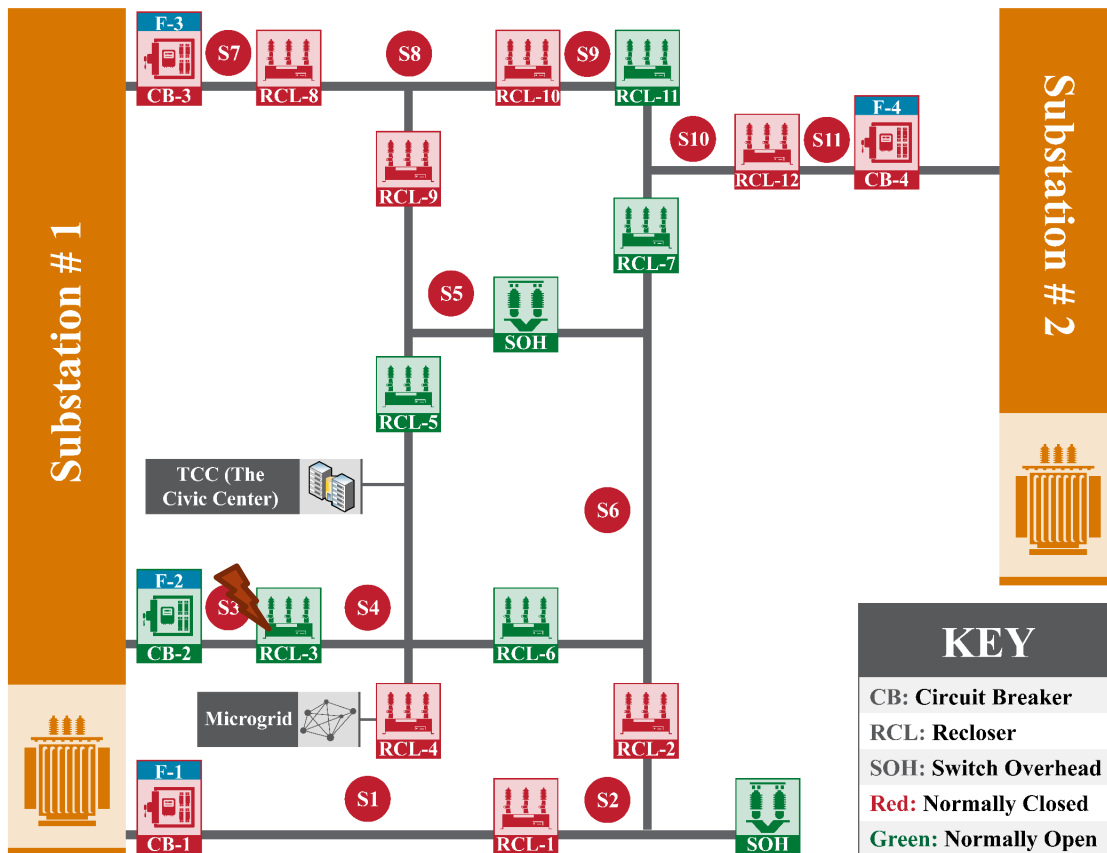 Substation # 1
F-3
CB-3
S7
RCL-8
S8
RCL-10
S9
RCL-11
RCL-9
S10
RCL-12
S11
F-4
CB-4
Substation # 2
RCL-7
S5
SOH
RCL-5
TCC (The
Civic Center)
S6
F-2
CB-2
S3
RCL-3
S4
RCL-6
Microgrid
RCL-4
RCL-2
F-1
CB-1
S1
RCL-1
S2
SOH
KEY
CB: Circuit Breaker
RCL: Recloser
SOH: Switch Overhead
Red: Normally Closed
Green: Normally Open